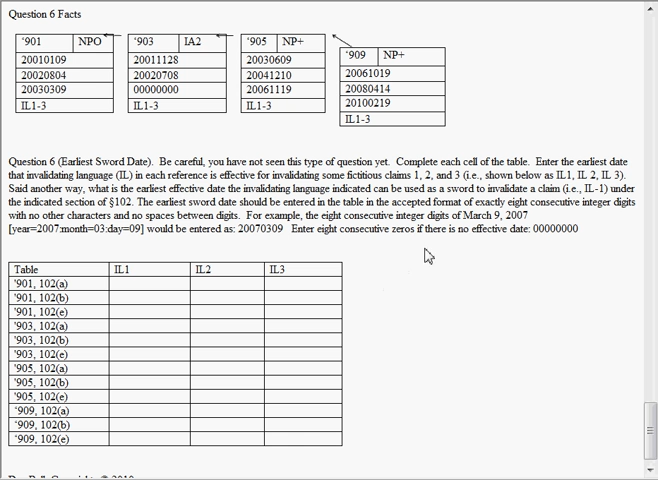 Question 6 Facts
'901 NPO '903 IA2 '905 NP+ '909 NP+
20010109 20011128 20030609 20061019
20020804 20020708 20041210 20080414
20030309 00000000 20061119 20100219
IL1-3 IL1-3 IL1-3 IL1-3
Question 6 (Earliest Sword Date). Be careful, you have not seen this type of question yet. Complete each cell of the table. Enter the earliest date
that invalidating language (IL) in each reference is effective for invalidating some fictitious claims 1, 2, and 3 (i.e., shown below as IL1, IL 2, IL 3).
Said another way, what is the earliest effective date the invalidating language indicated can be used as a sword to invalidate a claim (i.e., IL-1) under
the indicated section of §102. The earliest sword date should be entered in the table in the accepted format of exactly eight consecutive integer digits
with no other characters and no spaces between digits. For example, the eight consecutive integer digits of March 9, 2007
[year=2007:month=03:day=09] would be entered as: 20070309 Enter eight consecutive zeros if there is no effective date: 00000000
Table IL1 IL2 IL3
'901, 102(a)
'901, 102(b)
'901, 102(e)
'903, 102(a)
'903, 102(b)
'903, 102(e)
'905, 102(a)
'905, 102(b)
'905, 102(e)
'909, 102(a)
'909, 102(b)
'909, 102(e)